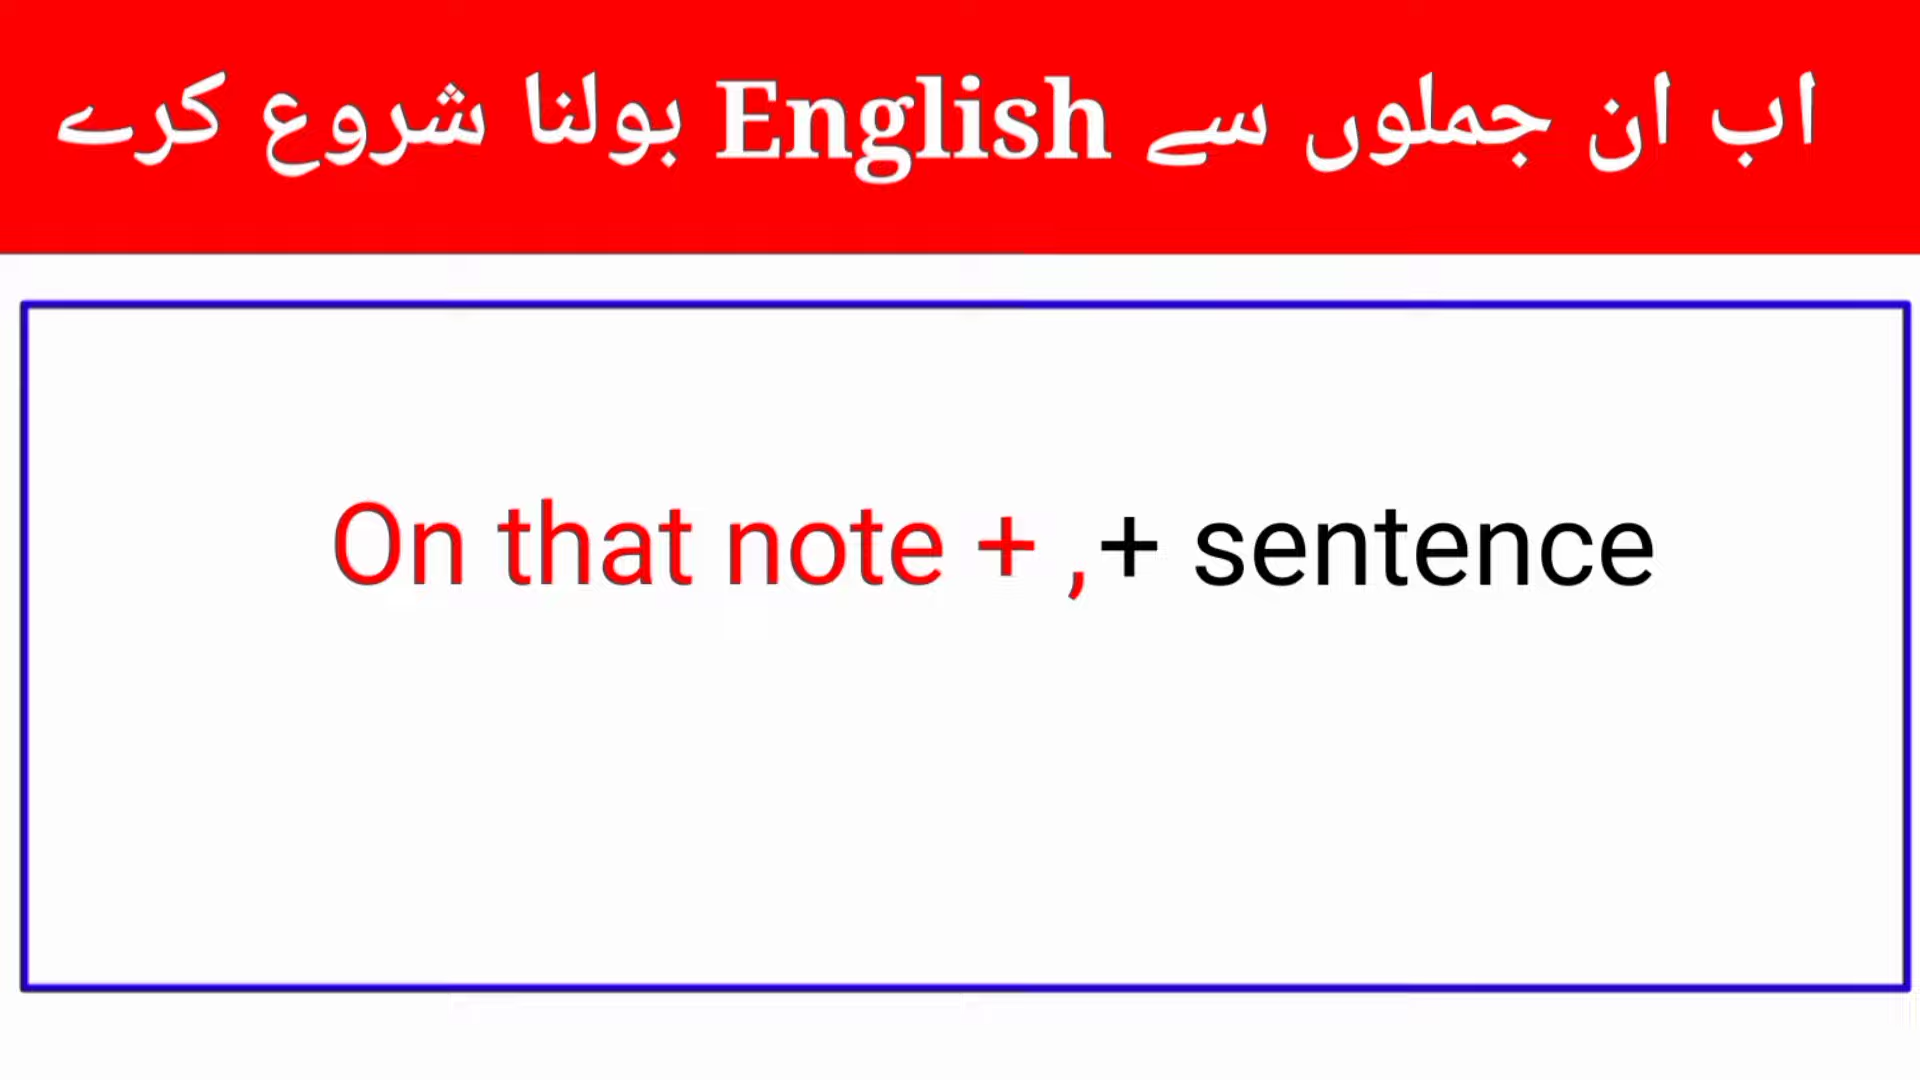 اب ان جملوں سے English بولنا شروع کرے
On that note + ,+ sentence